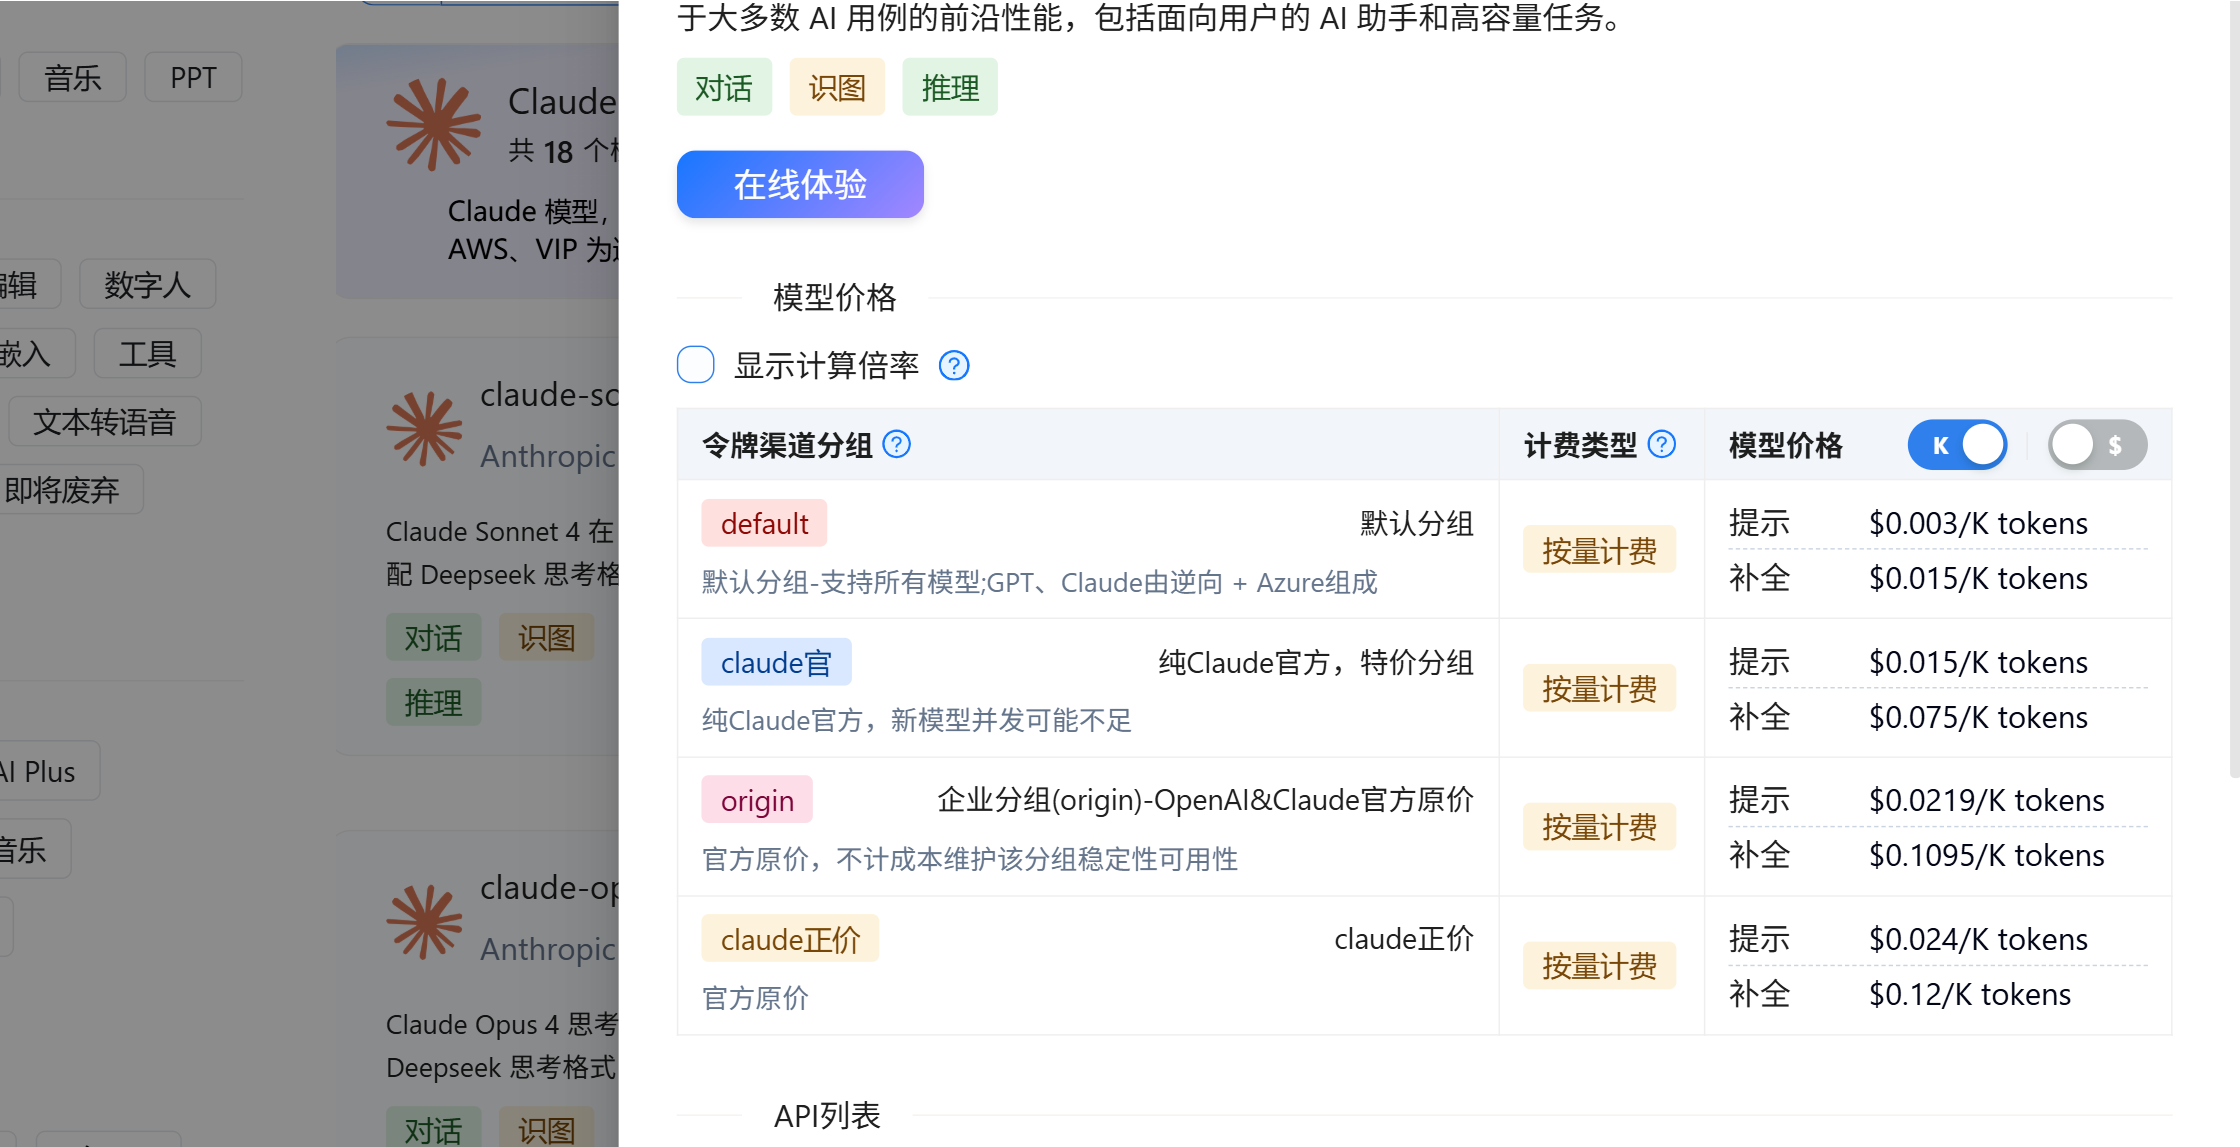 音乐
PPT
编辑
数字人
嵌入
工具
文本转语音
即将废弃
AI Plus
音乐
Claude
共 18 个
Claude 模型，
AWS、VIP 为
claude-so
Anthropic
Claude Sonnet 4 在
配 Deepseek 思考格
对话
识图
推理
claude-op
Anthropic
Claude Opus 4 思考
Deepseek 思考格式
对话
识图
于大多数 AI 用例的前沿性能，包括面向用户的 AI 助手和高容量任务。
对话
识图
推理
在线体验
模型价格
显示计算倍率 ?
令牌渠道分组 ?
计费类型 ?
模型价格
K
$
default
默认分组
默认分组-支持所有模型;GPT、Claude由逆向 + Azure组成
按量计费
提示 $0.003/K tokens
补全 $0.015/K tokens
claude官
纯Claude官方，特价分组
纯Claude官方，新模型并发可能不足
按量计费
提示 $0.015/K tokens
补全 $0.075/K tokens
origin
企业分组(origin)-OpenAI&Claude官方原价
官方原价，不计成本维护该分组稳定性可用性
按量计费
提示 $0.0219/K tokens
补全 $0.1095/K tokens
claude正价
claude正价
官方原价
按量计费
提示 $0.024/K tokens
补全 $0.12/K tokens
API列表